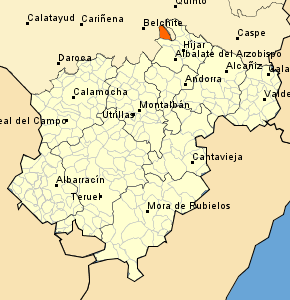 Quinto
Calatayud
Cariñena
Belchite
Caspe
Híjar
Daroca
Albalate del Arzobispo
Alcañiz
Cala
Andorra
Calamocha
Valde
Montalbán
Utrillas
eal del Campo
Cantavieja
Albarracín
Teruel
Mora de Rubielos